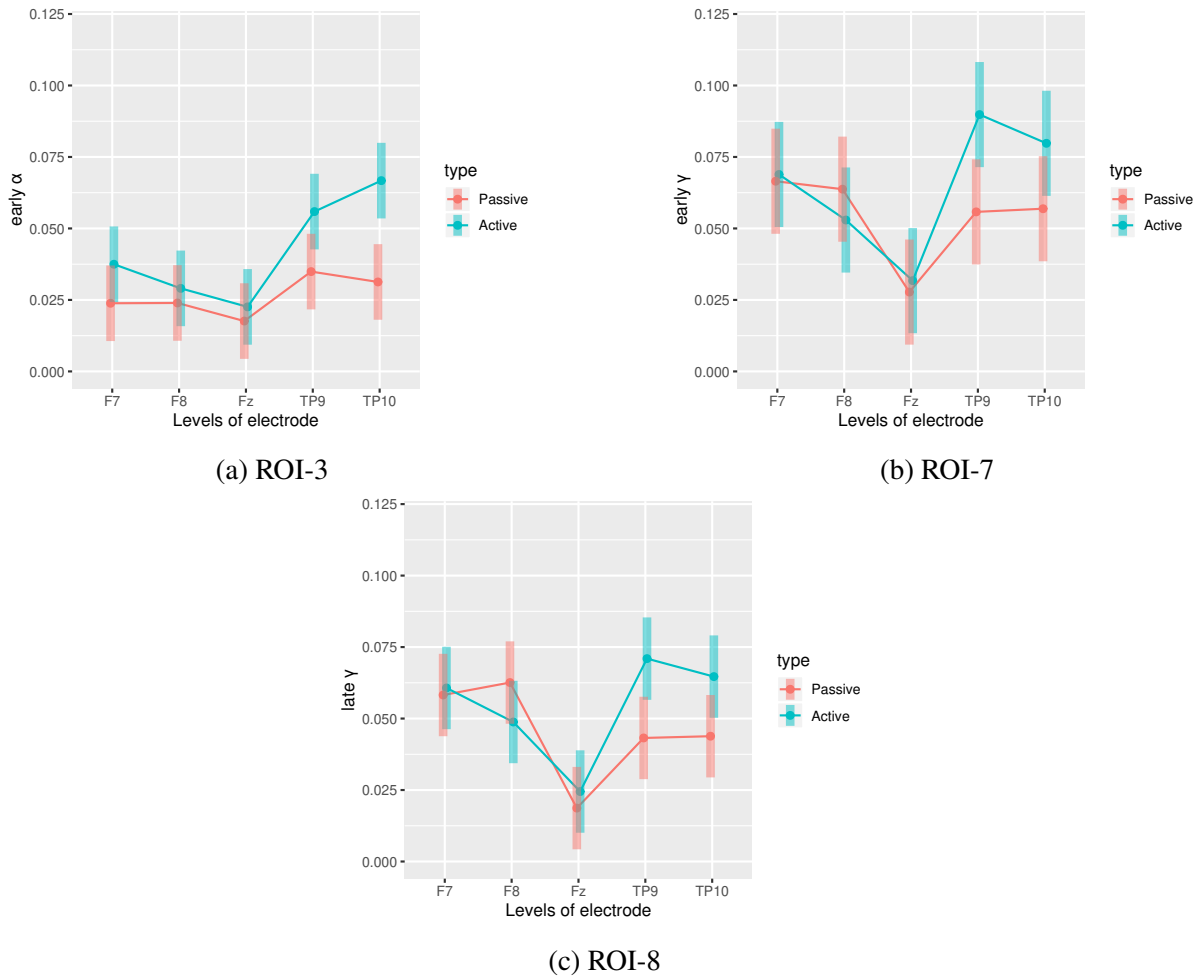 0.125
0.100
0.075
0.050
0.025
0.000
early α
F7 F8 Fz TP9 TP10
Levels of electrode
type
Passive
Active
(a) ROI-3
0.125
0.100
0.075
0.050
0.025
0.000
early γ
F7 F8 Fz TP9 TP10
Levels of electrode
type
Passive
Active
(b) ROI-7
0.125
0.100
0.075
0.050
0.025
0.000
late γ
F7 F8 Fz TP9 TP10
Levels of electrode
type
Passive
Active
(c) ROI-8